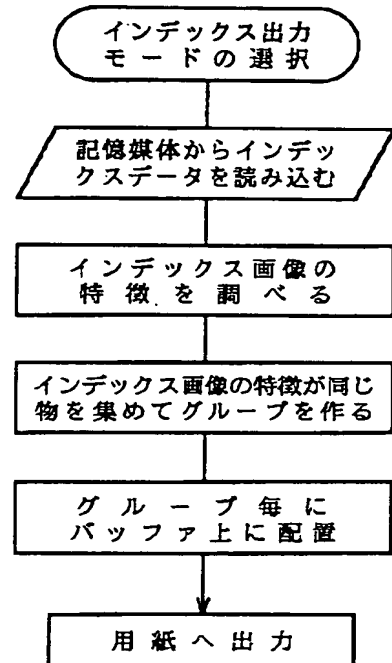 インデックス出力
モードの選択
記憶媒体からインデッ
クスデータを読み込む
インデックス画像の
特徴を調べる
インデックス画像の特徴が同じ
物を集めてグループを作る
グループ毎に
バッファ上に配置
用紙へ出力